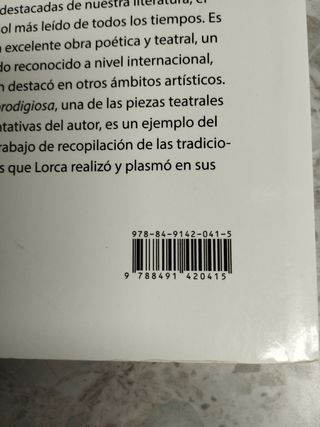 destacadas de nuestra literatura, el
ol más leído de todos los tiempos. Es
excelente obra poética y teatral, un
do reconocido a nivel internacional,
n destacó en otros ámbitos artísticos.
rodigiosa, una de las piezas teatrales
ntativas del autor, es un ejemplo del
rabajo de recopilación de las tradicio-
s que Lorca realizó y plasmó en sus
978-84-9142-041-5
9 788491 420415